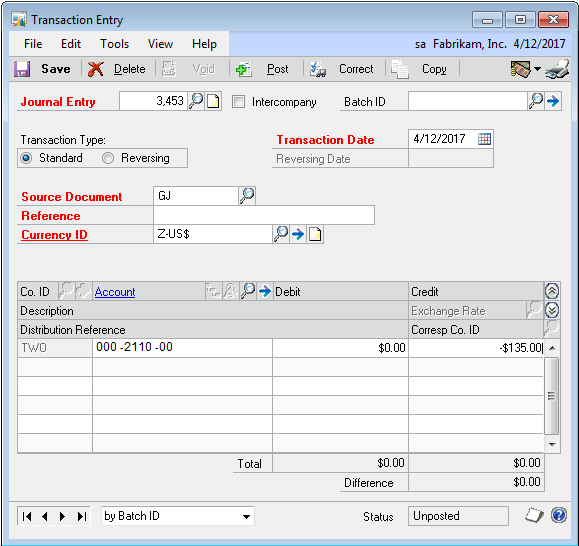 Transaction Entry
File Edit Tools View Help sa Fabrikam, Inc. 4/12/2017
Save Delete Void Post Correct Copy
Journal Entry 3,453 Intercompany Batch ID
Transaction Type: Transaction Date 4/12/2017
Standard Reversing Reversing Date
Source Document GJ
Reference
Currency ID Z-US$
Co. ID Account Debit Credit
Description Exchange Rate
Distribution Reference Corresp Co. ID
TWO 000 -2110 -00 $0.00 -$135.00
Total $0.00 $0.00
Difference $0.00
by Batch ID Status Unposted